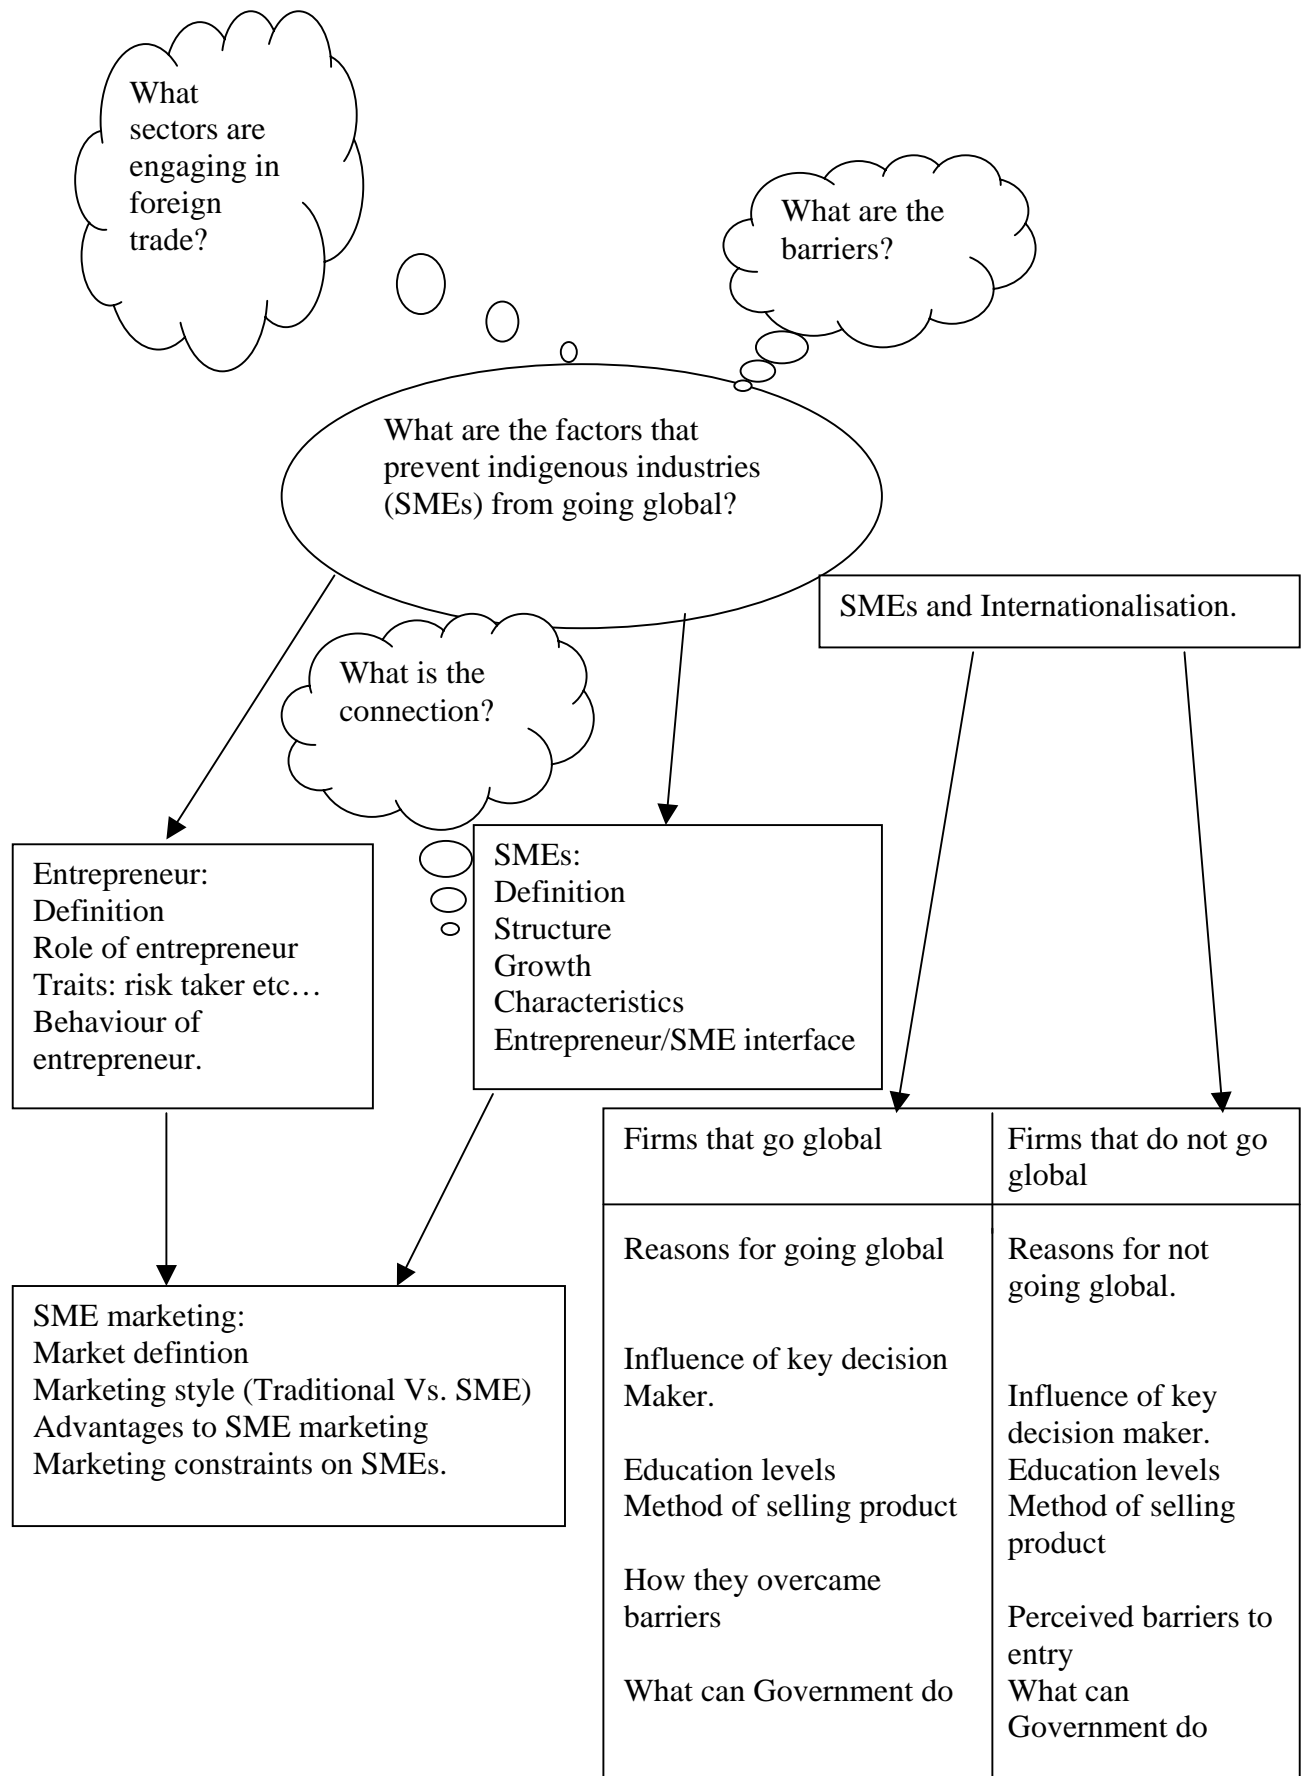 What
sectors are
engaging in
foreign
trade?
What are the
barriers?
What are the factors that
prevent indigenous industries
(SMEs) from going global?
SMEs and Internationalisation.
What is the
connection?
Entrepreneur:
Definition
Role of entrepreneur
Traits: risk taker etc…
Behaviour of
entrepreneur.
SMEs:
Definition
Structure
Growth
Characteristics
Entrepreneur/SME interface
SME marketing:
Market defintion
Marketing style (Traditional Vs. SME)
Advantages to SME marketing
Marketing constraints on SMEs.
Firms that go global
Reasons for going global
Influence of key decision
Maker.
Education levels
Method of selling product
How they overcame
barriers
What can Government do
Firms that do not go
global
Reasons for not
going global.
Influence of key
decision maker.
Education levels
Method of selling
product
Perceived barriers to
entry
What can
Government do